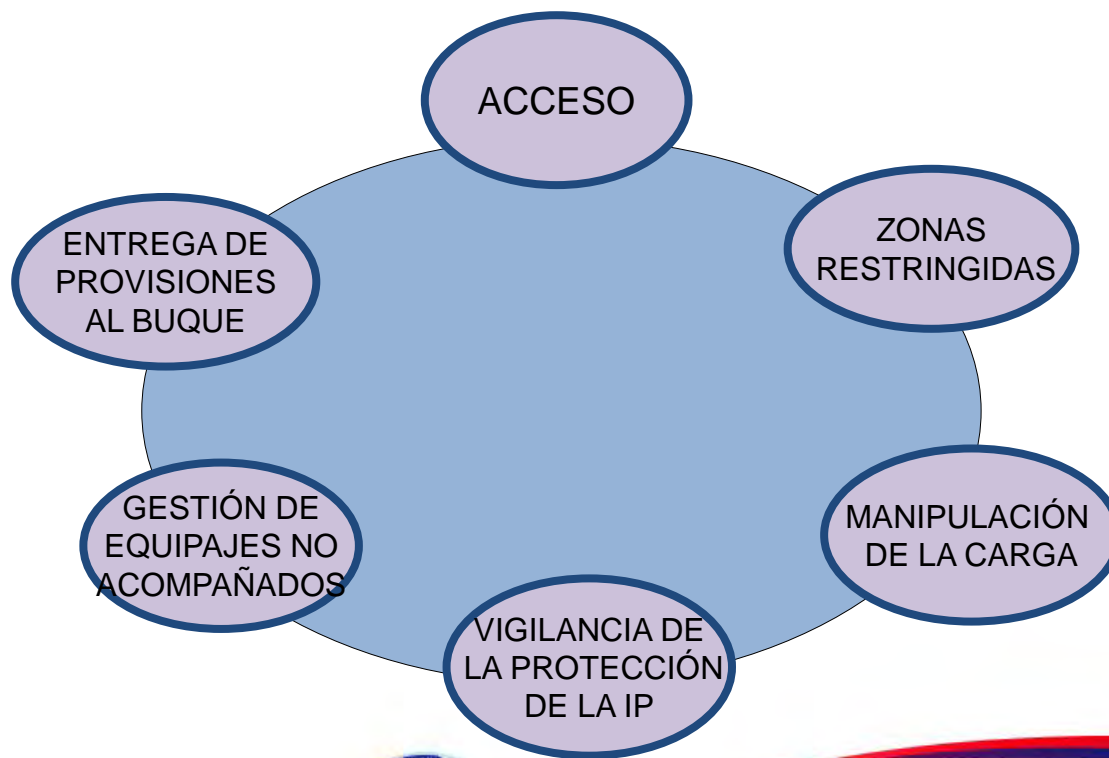 ACCESO
ZONAS
RESTRINGIDAS
ENTREGA DE
PROVISIONES
AL BUQUE
GESTIÓN DE
EQUIPAJES NO
ACOMPAÑADOS
MANIPULACIÓN
DE LA CARGA
VIGILANCIA DE
LA PROTECCIÓN
DE LA IP